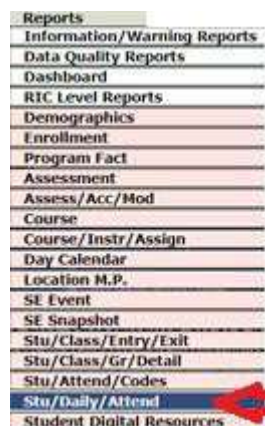 Reports
Information/Warning Reports
Data Quality Reports
Dashboard
RIC Level Reports
Demographics
Enrollment
Program Fact
Assessment
Assess/Acc/Mod
Course
Course/Instr/Assign
Day Calendar
Location M.P.
SE Event
SE Snapshot
Stu/Class/Entry/Exit
Stu/Class/Gr/Detail
Stu/Attend/Codes
Stu/Daily/Attend
Student Digital Resources